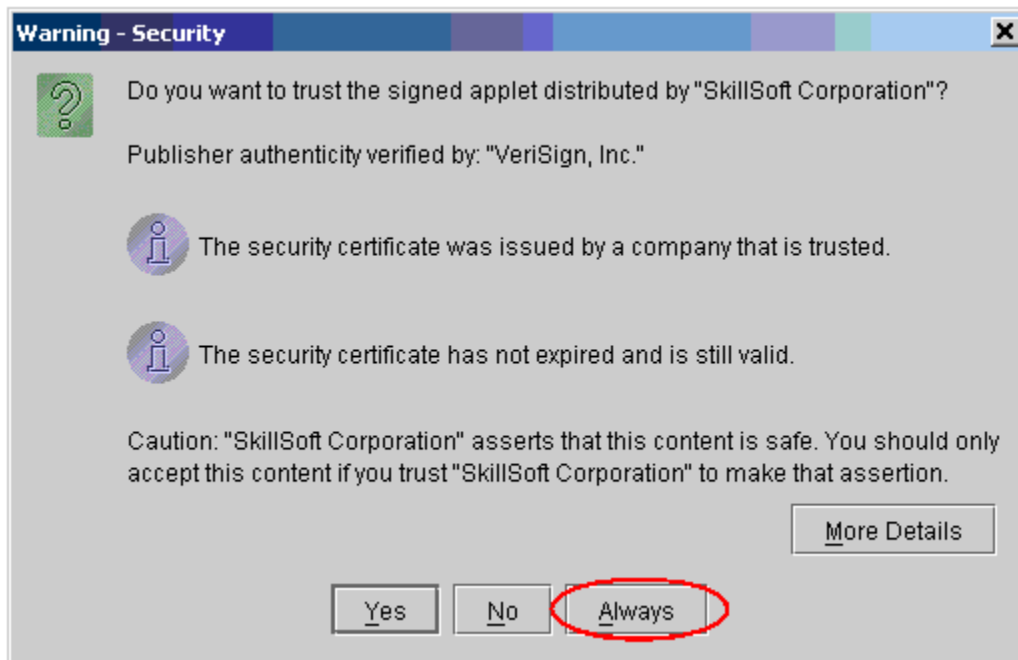 Warning - Security
Do you want to trust the signed applet distributed by "SkillSoft Corporation"?
Publisher authenticity verified by: "VeriSign, Inc."
The security certificate was issued by a company that is trusted.
The security certificate has not expired and is still valid.
Caution: "SkillSoft Corporation" asserts that this content is safe. You should only
accept this content if you trust "SkillSoft Corporation" to make that assertion.
More Details
Yes No Always